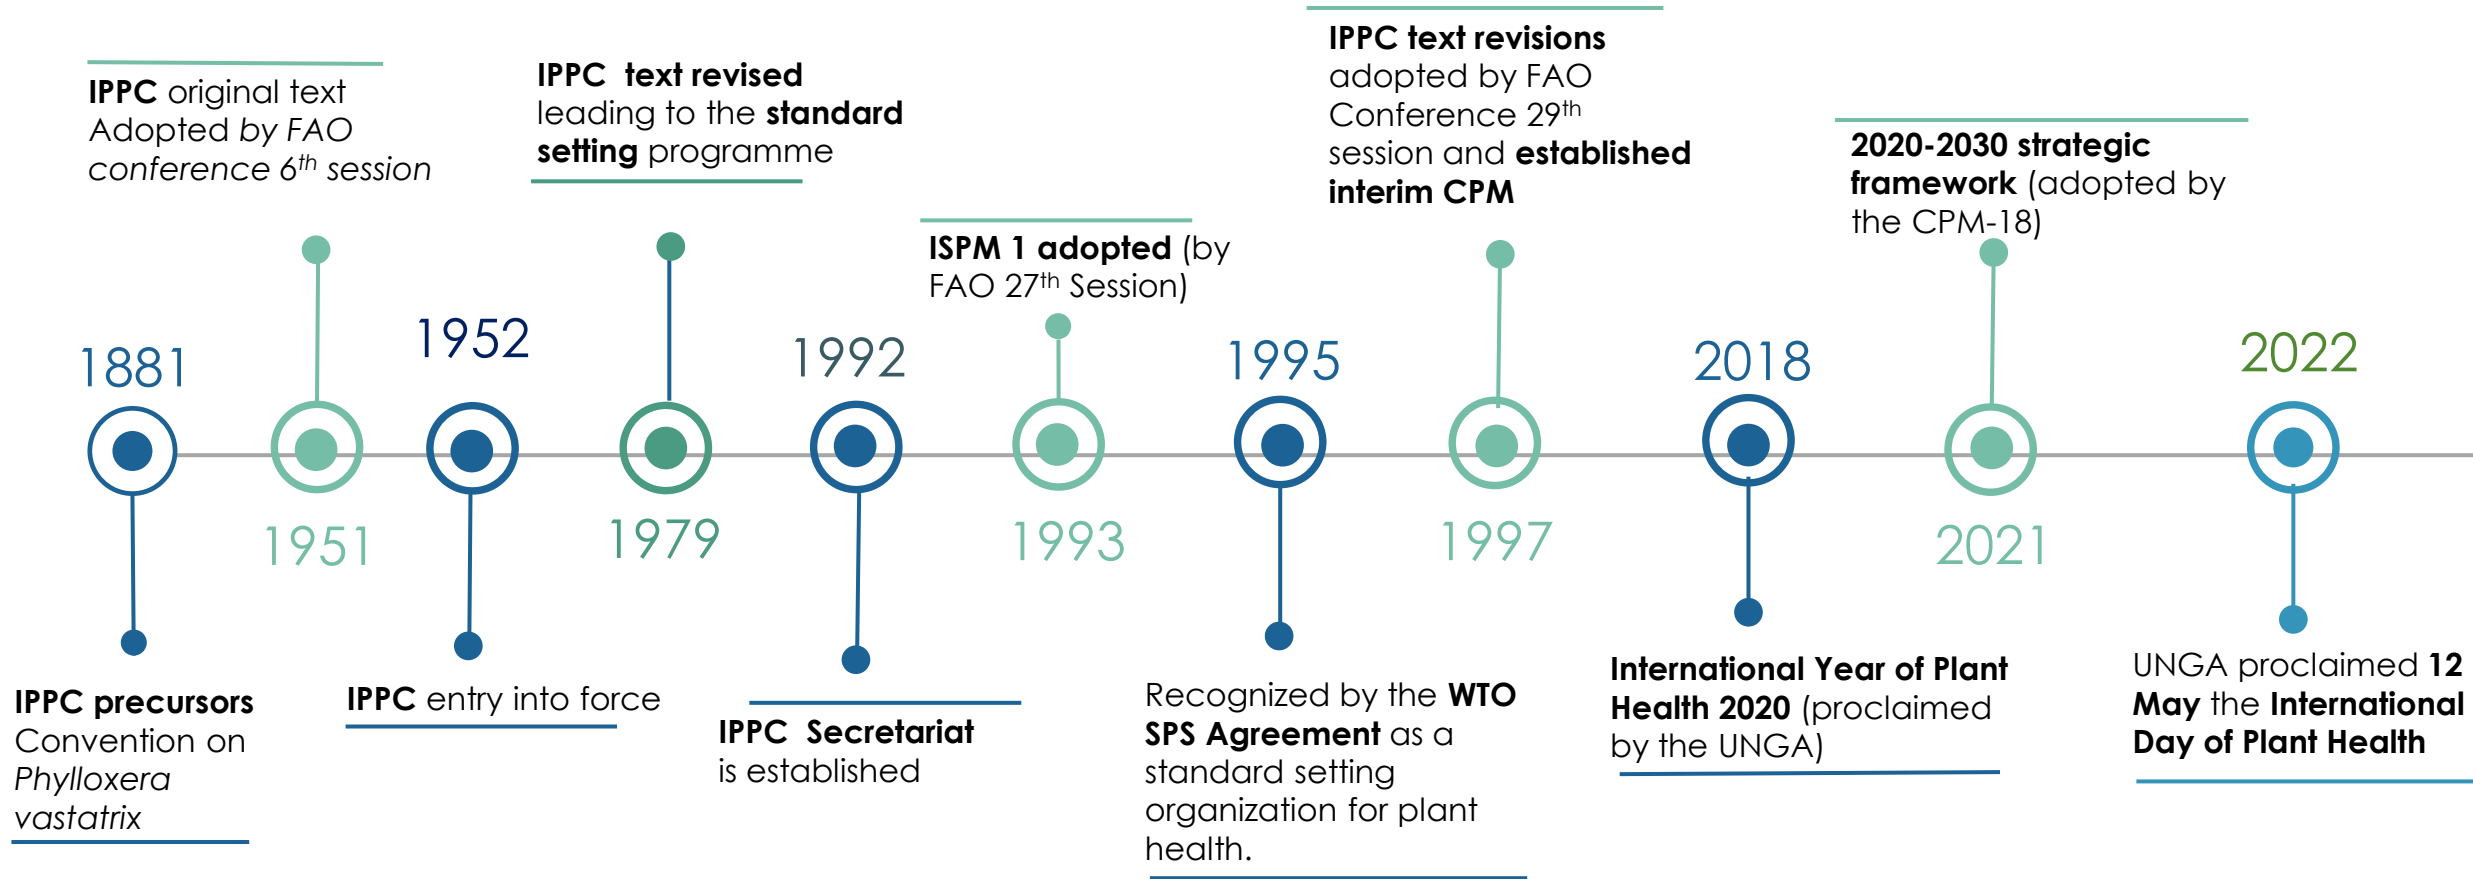 1881
IPPC precursors
Convention on
Phylloxera
vastatrix
IPPC original text
Adopted by FAO
conference 6th session
1951
1952
IPPC entry into force
IPPC  text revised
leading to the standard
setting programme
1979
1992
IPPC  Secretariat
is established
ISPM 1 adopted (by
FAO 27th Session)
1993
1995
Recognized by the WTO
SPS Agreement as a
standard setting
organization for plant
health.
IPPC text revisions
adopted by FAO
Conference 29th
session and established
interim CPM
1997
2018
International Year of Plant
Health 2020 (proclaimed
by the UNGA)
2020-2030 strategic
framework (adopted by
the CPM-18)
2021
2022
UNGA proclaimed 12
May the International
Day of Plant Health